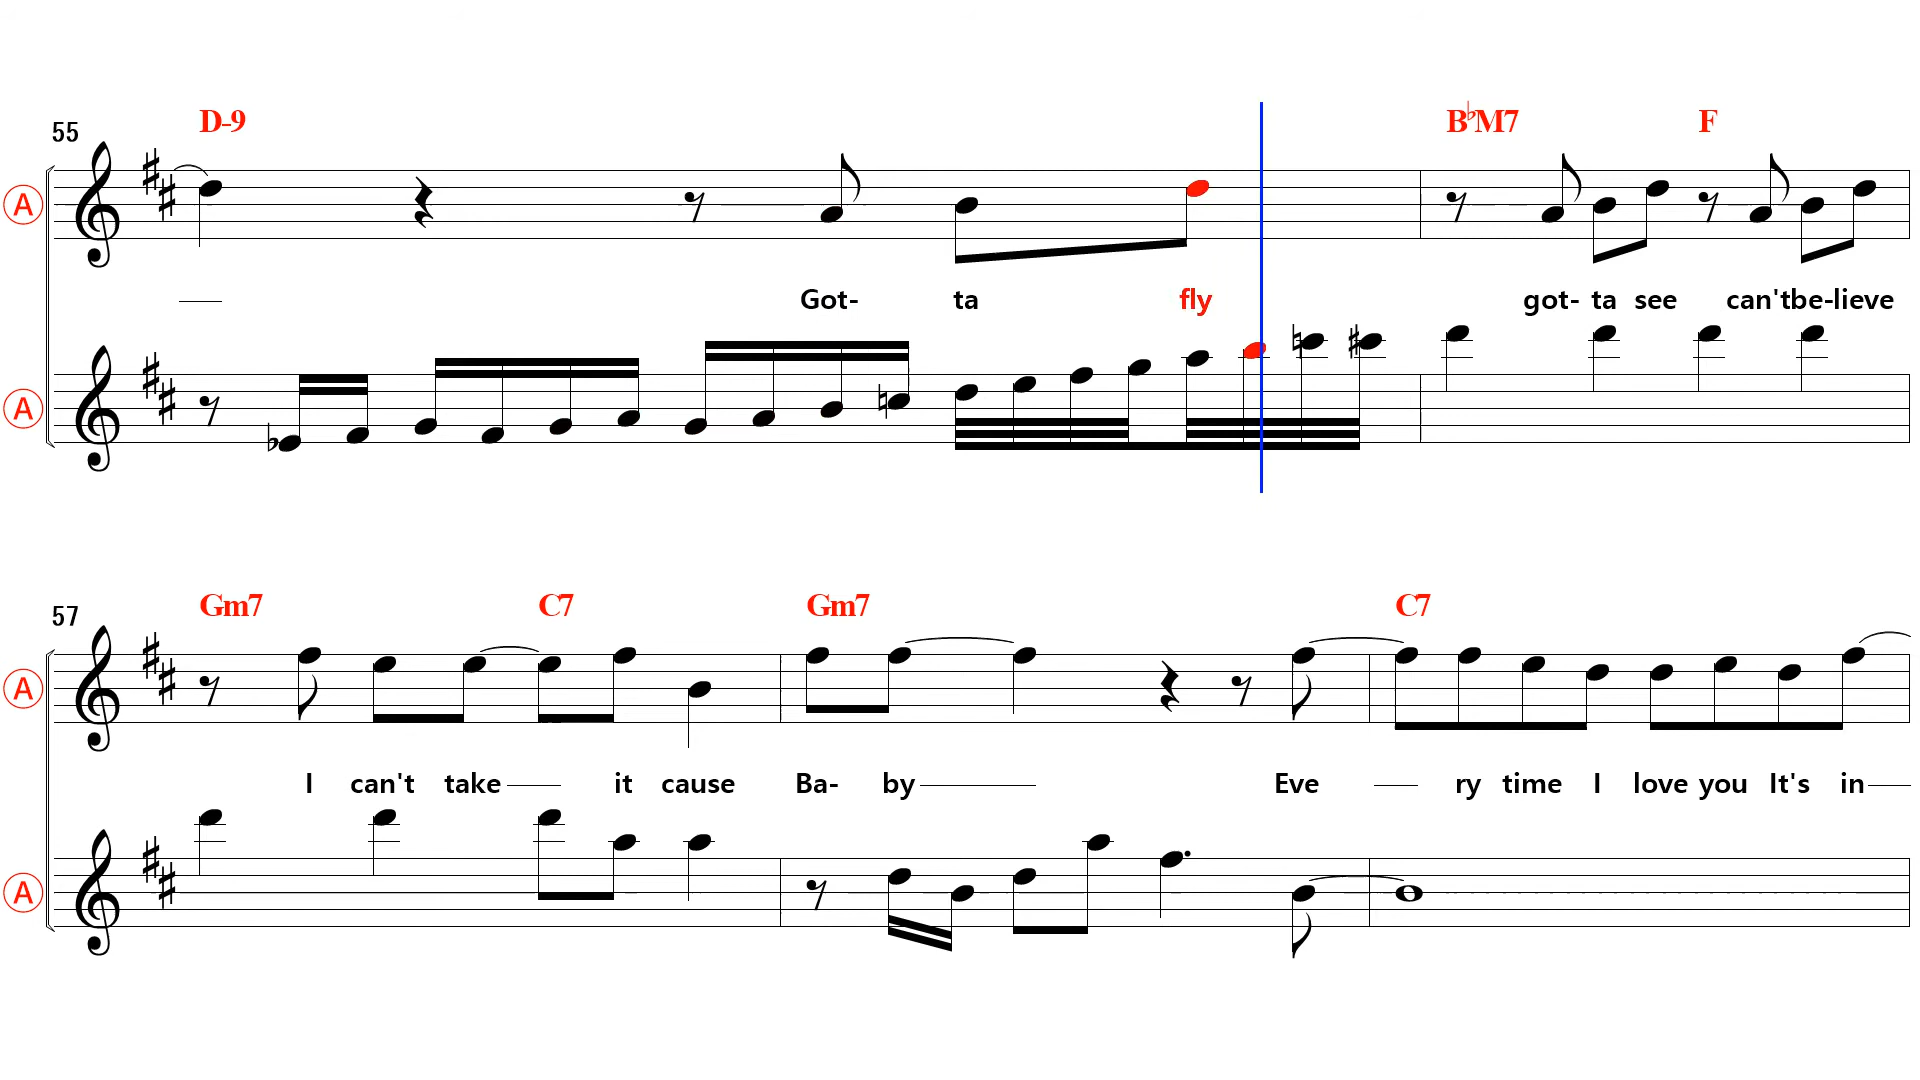 D-9 B♭M7 F
55
A
Got- ta fly got- ta see can'tbe-lieve
A
Gm7 C7 Gm7 C7
57
A
I can't take it cause Ba- by Eve ry time I love you It's in
A